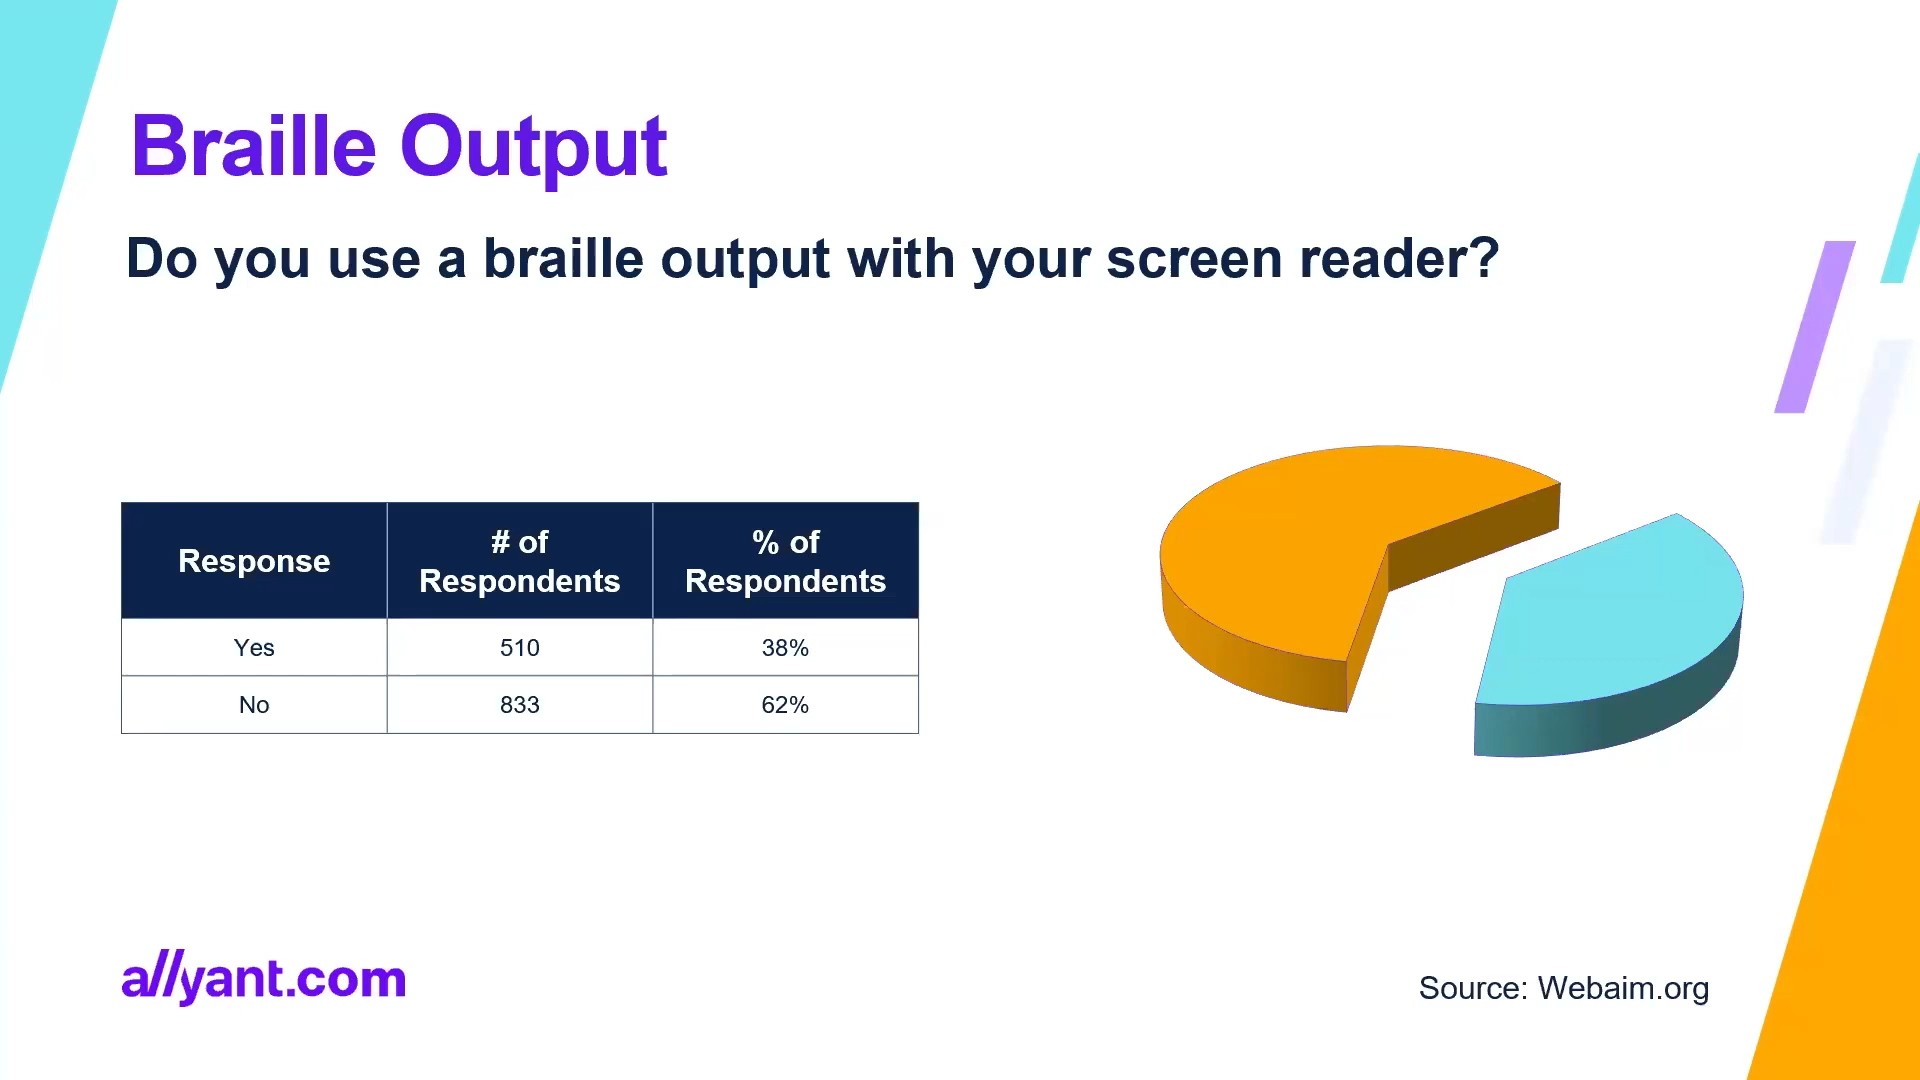 Braille Output
Do you use a braille output with your screen reader?
Response
# of
Respondents
% of
Respondents
Yes
510
38%
No
833
62%
allyant.com
Source: Webaim.org